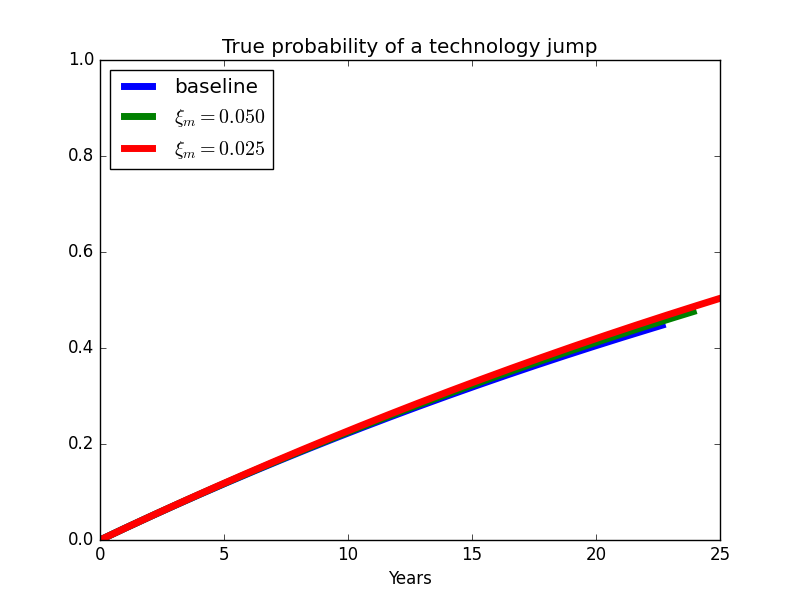 True probability of a technology jump
baseline
ξm = 0.050
ξm = 0.025
1.0
0.8
0.6
0.4
0.2
0.0
0 5 10 15 20 25
Years